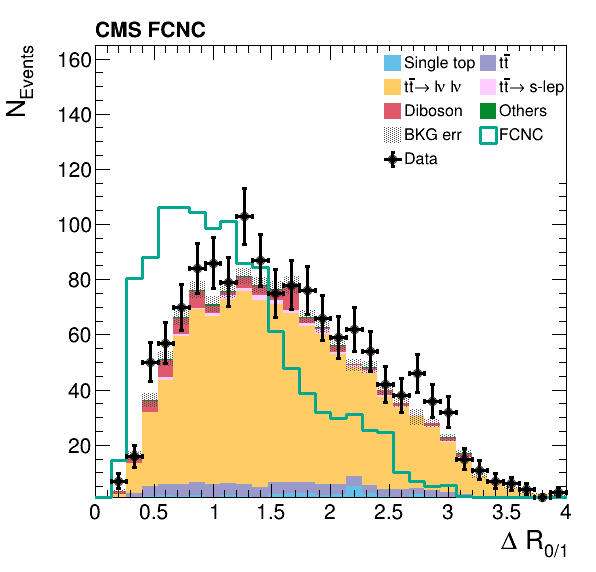 CMS FCNC
N_Events
160
140
120
100
80
60
40
20
Single top
tt̄
tt̄→ lν lν
tt̄→ s-lep
Diboson
Others
BKG err
FCNC
Data
0 0.5 1 1.5 2 2.5 3 3.5 4
Δ R_0/1